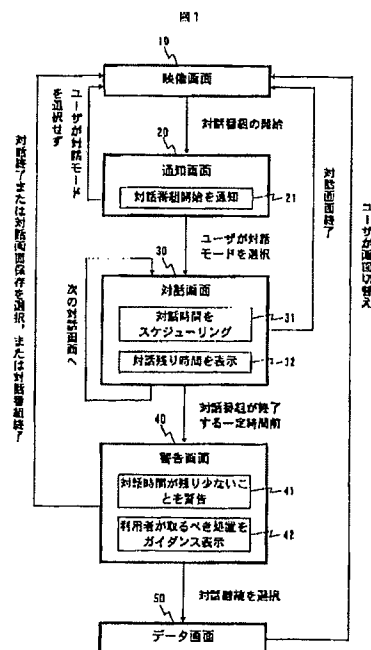 図1
10
映像画面
対話番組の開始
20
通知画面
対話番組開始を通知
21
ユーザが対話モード
を選択せず
ユーザが対話
モードを選択
30
対話画面
対話時間を
スケジューリング
31
対話残り時間を表示
32
次の対話画面へ
対話画面終了
対話番組が終了
する一定時間前
40
警告画面
対話時間が残り少ないこ
とを警告
41
利用者が取るべき処置を
ガイダンス表示
42
対話終了または対話画面保存を選択、または対話番組終了
対話継続を選択
50
データ画面
ユーザが画面切替え